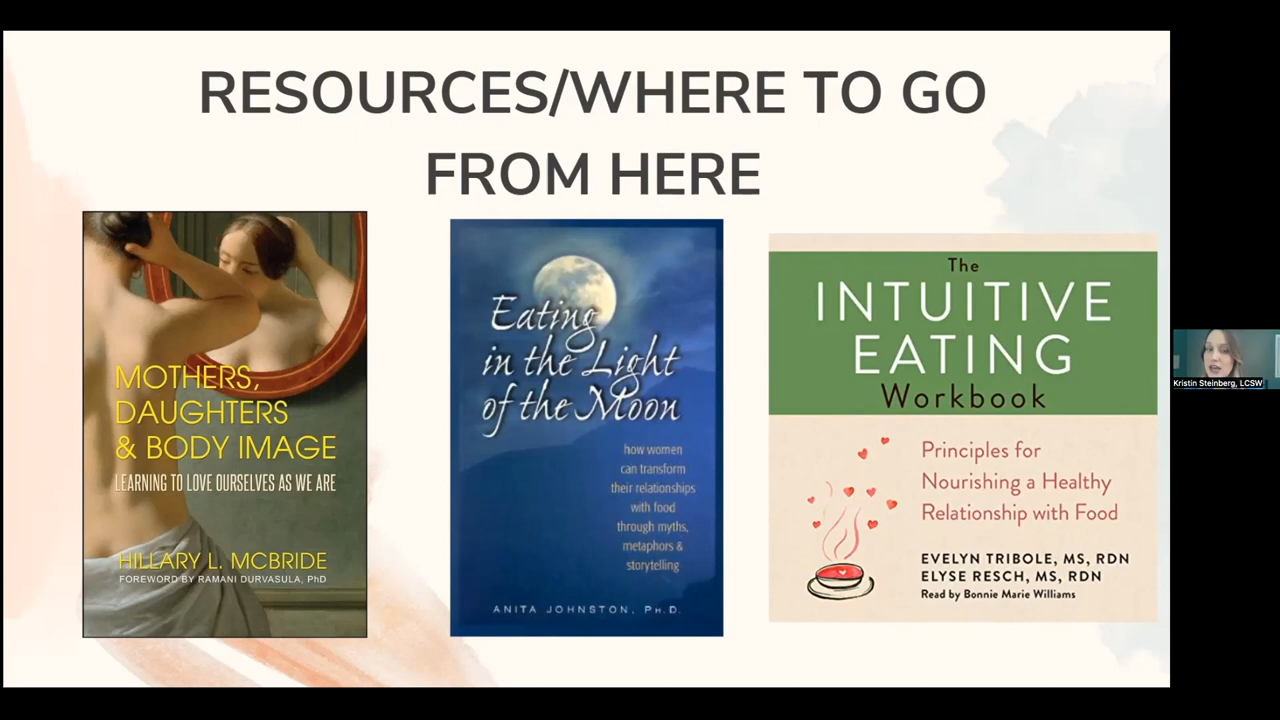 RESOURCES/WHERE TO GO
FROM HERE
MOTHERS,
DAUGHTERS
& BODY IMAGE
LEARNING TO LOVE OURSELVES AS WE ARE
HILLARY L. MCBRIDE
FOREWORD BY RAMANI DURVASULA, PhD
Eating
in the Light
of the Moon
how women
can transform
their relationships
with food
through myths,
metaphors &
storytelling
ANITA JOHNSTON, PH.D.
The
INTUITIVE
EATING
Workbook
Principles for
Nourishing a Healthy
Relationship with Food
EVELYN TRIBOLE, MS, RDN
ELYSE RESCH, MS, RDN
Read by Bonnie Marie Williams
Kristin Steinberg, LCSW